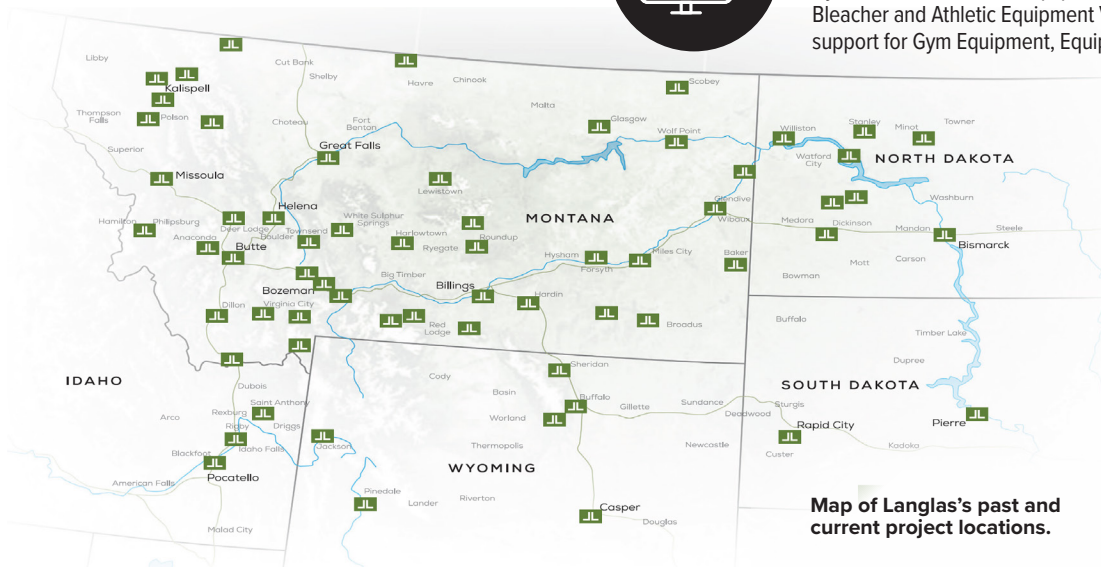 Bleacher and Athletic Equipment
support for Gym Equipment, Equip
Libby
Cut Bank
Shelby
Havre
Chinook
Scobey
Kalispell
Thompson
Falls
Polson
Choteau
Fort
Benton
Malta
Glasgow
Wolf Point
Williston
Stanley
Minot
Towner
Superior
Great Falls
Watford
City
NORTH DAKOTA
Missoula
Lewistown
Glendive
Washburn
Helena
MONTANA
Wibaux
Hamilton
Philipsburg
Deer Lodge
Townsend
White Sulphur
Springs
Harlowtown
Roundup
Medora
Dickinson
Mandan
Steele
Anaconda
Boulder
Butte
Ryegate
Bismarck
Hysham
Forsyth
Miles City
Baker
Mott
Carson
Big Timber
Bowman
Bozeman
Billings
Hardin
Dillon
Virginia City
Red
Lodge
Broadus
Buffalo
Timber Lake
Sheridan
Dupree
IDAHO
Cody
SOUTH DAKOTA
Dubois
Basin
Buffalo
Gillette
Sundance
Sturgis
Deadwood
Arco
Rexburg
Saint Anthony
Rigby
Driggs
Worland
Pierre
Rapid City
Blackfoot
Idaho Falls
Jackson
Thermopolis
Newcastle
Custer
Kadoka
WYOMING
American Falls
Pocatello
Pinedale
Lander
Riverton
Casper
Douglas
Malad City
Map of Langlas's past and
current project locations.